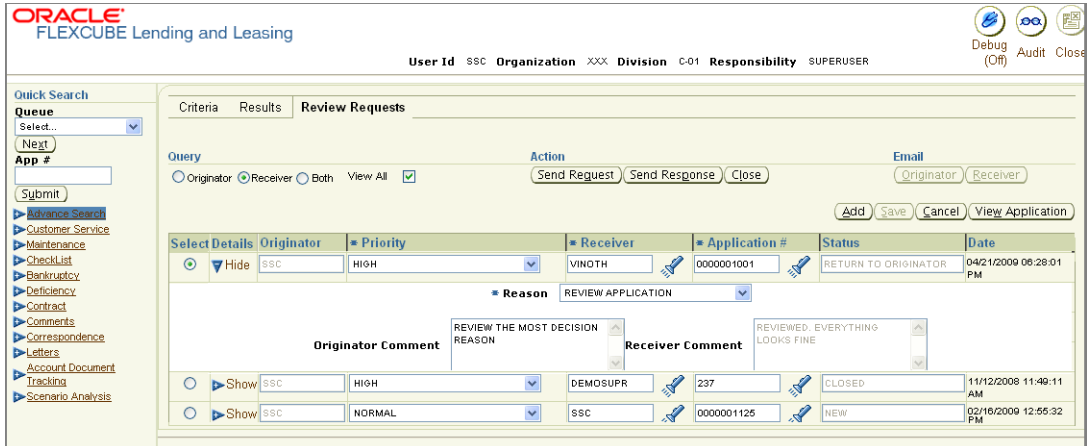 ORACLE®
FLEXCUBE Lending and Leasing
Debug (Off) Audit Close
User Id SSC Organization XXX Division C-01 Responsibility SUPERUSER
Quick Search
Queue
Select...
Next
App #
Submit
Advance Search
Customer Service
Maintenance
CheckList
Bankruptcy
Deficiency
Contract
Comments
Correspondence
Letters
Account Document
Tracking
Scenario Analysis
Criteria Results Review Requests
Query Action Email
Originator Receiver Both View All Send Request Send Response Close Originator Receiver
Add Save Cancel View Application
Select Details Originator * Priority * Receiver * Application # Status Date
Hide SSC HIGH VINOTH 0000001001 RETURN TO ORIGINATOR 04/21/2009 06:28:01 PM
* Reason REVIEW APPLICATION
Originator Comment REVIEW THE MOST DECISION REASON Receiver Comment REVIEWED. EVERYTHING LOOKS FINE
Show SSC HIGH DEMOSUPR 237 CLOSED 11/12/2008 11:49:11 AM
Show SSC NORMAL SSC 0000001125 NEW 02/16/2009 12:55:32 PM